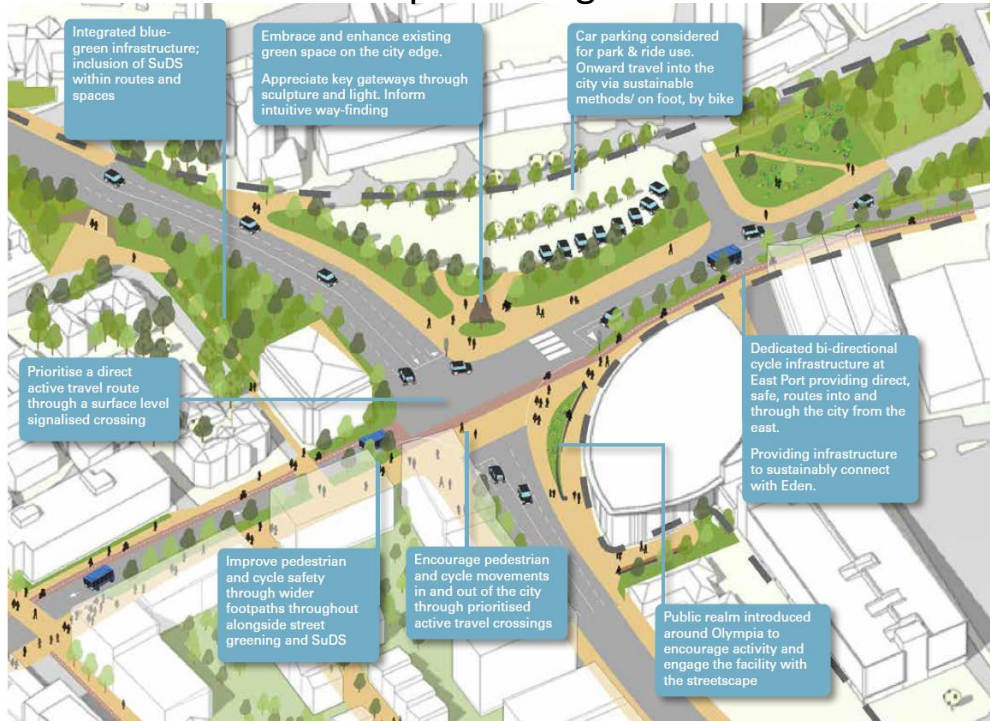 Integrated blue-
green infrastructure;
inclusion of SuDS
within routes and
spaces
Embrace and enhance existing
green space on the city edge.
Appreciate key gateways through
sculpture and light. Inform
intuitive way-finding
Car parking considered
for park & ride use.
Onward travel into the
city via sustainable
methods/ on foot, by bike
Prioritise a direct
active travel route
through a surface level
signalised crossing
Dedicated bi-directional
cycle infrastructure at
East Port providing direct,
safe, routes into and
through the city from the
east.
Providing infrastructure
to sustainably connect
with Eden.
Improve pedestrian
and cycle safety
through wider
footpaths throughout
alongside street
greening and SuDS
Encourage pedestrian
and cycle movements
in and out of the city
through prioritised
active travel crossings
Public realm introduced
around Olympia to
encourage activity and
engage the facility with
the streetscape